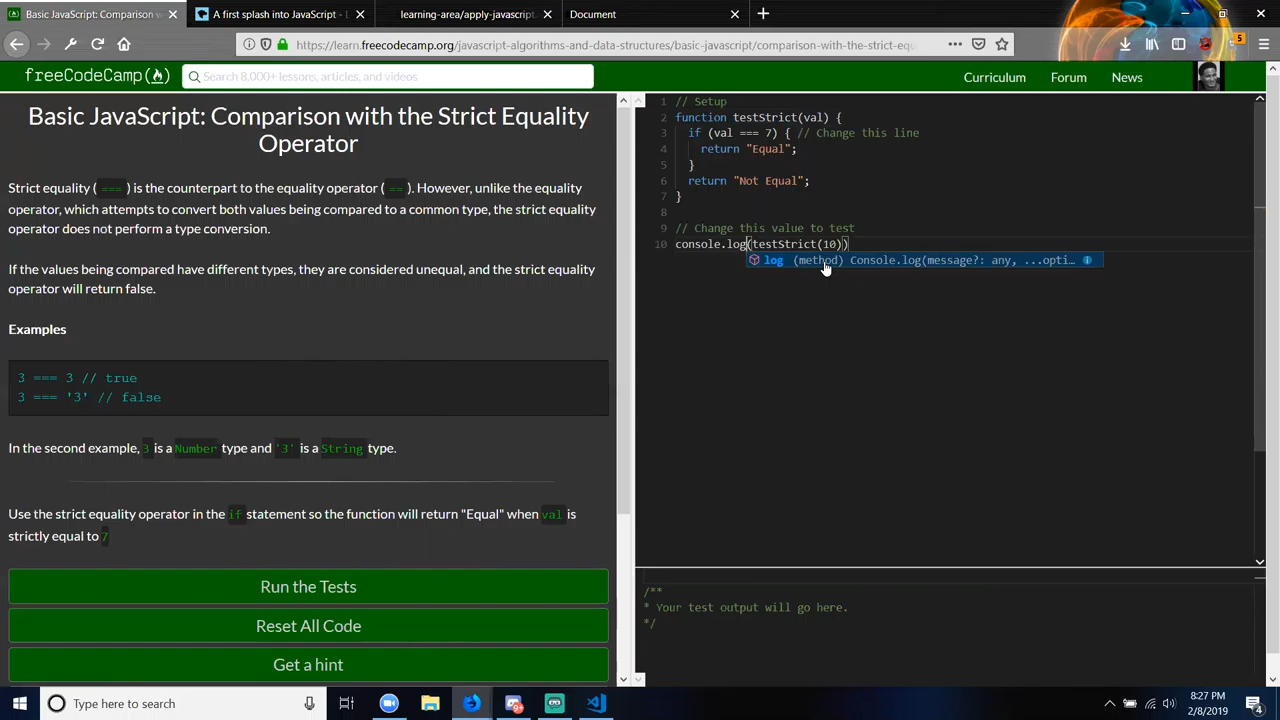 Basic JavaScript: Comparison w
A first splash into JavaScript - L
learning-area/apply-javascript.
Document
https://learn.freecodecamp.org/javascript-algorithms-and-data-structures/basic-javascript/comparison-with-the-strict-eq
5
freeCodeCamp
Search 8,000+ lessons, articles, and videos
Curriculum
Forum
News
Basic JavaScript: Comparison with the Strict Equality
Operator
Strict equality ( === ) is the counterpart to the equality operator ( == ). However, unlike the equality
operator, which attempts to convert both values being compared to a common type, the strict equality
operator does not perform a type conversion.
If the values being compared have different types, they are considered unequal, and the strict equality
operator will return false.
Examples
3 === 3 // true
3 === '3' // false
In the second example, 3 is a Number type and '3' is a String type.
Use the strict equality operator in the if statement so the function will return "Equal" when val is
strictly equal to 7
Run the Tests
Reset All Code
Get a hint
1 // Setup
2 function testStrict(val) {
3 if (val === 7) { // Change this line
4 return "Equal";
5 }
6 return "Not Equal";
7 }
8
9 // Change this value to test
10 console.log(testStrict(10))
log (method) Console.log(message?: any, ...opti…
/**
* Your test output will go here.
*/
Type here to search
8:27 PM
2/8/2019
4